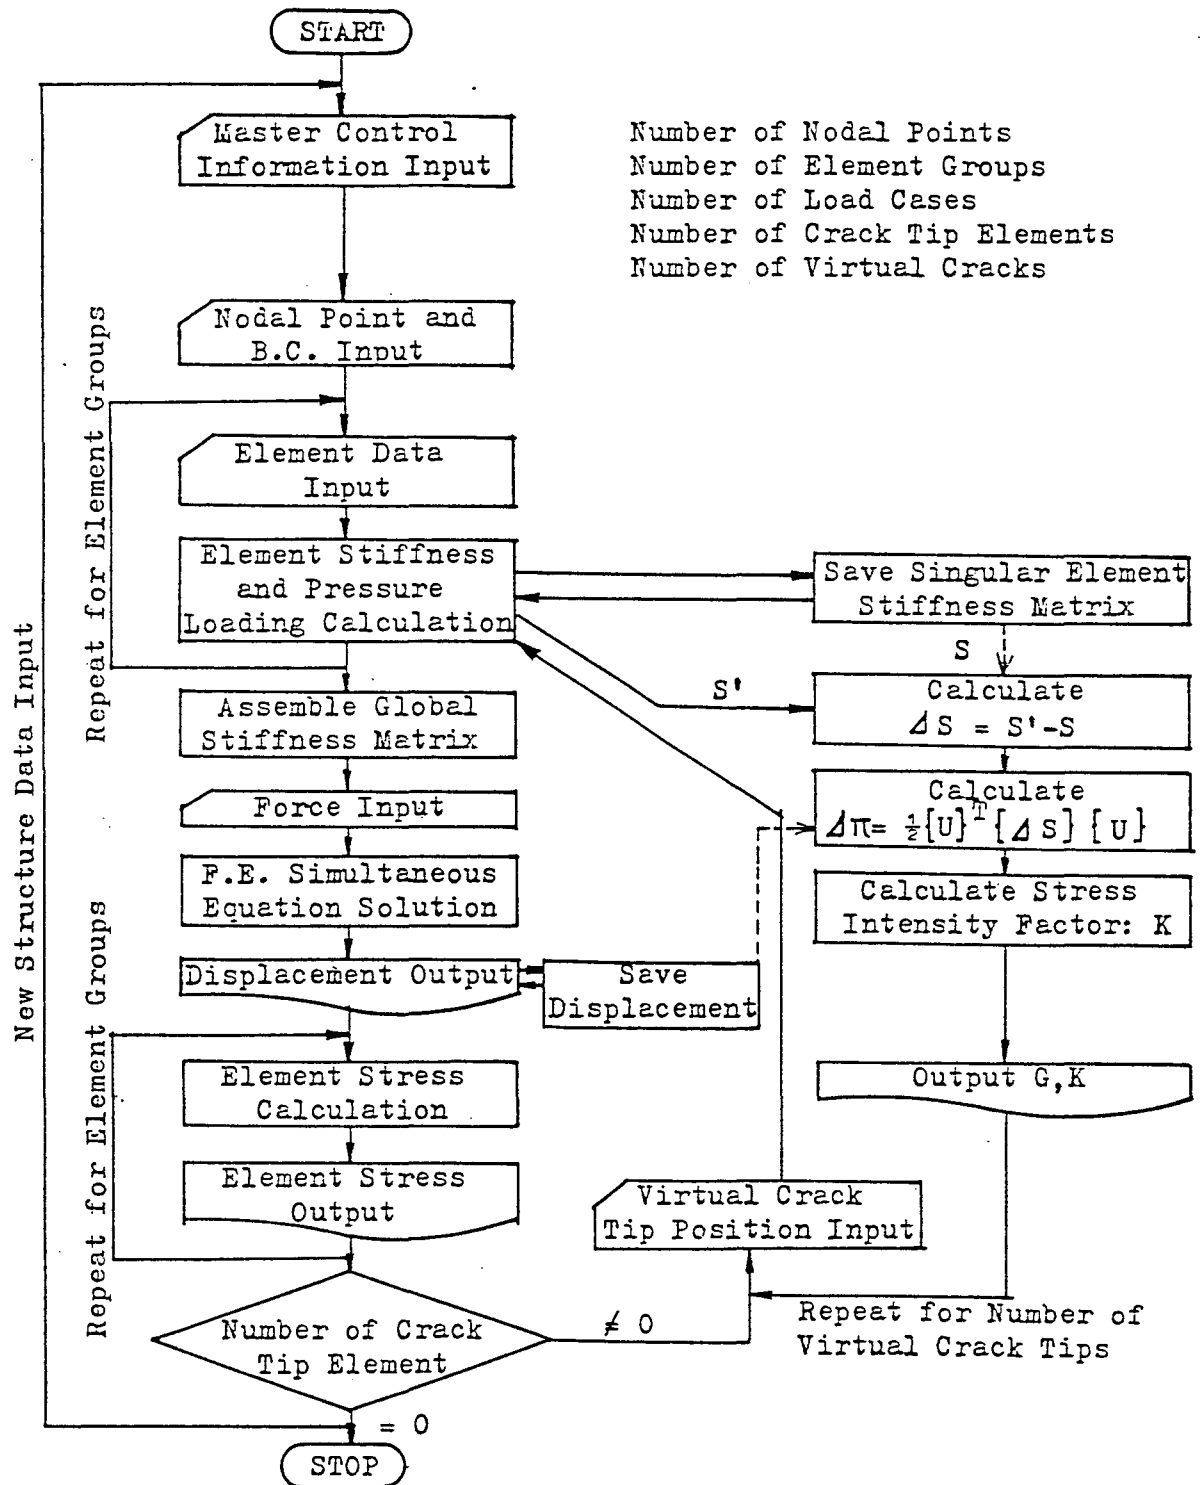 START
Master Control
Information Input
Number of Nodal Points
Number of Element Groups
Number of Load Cases
Number of Crack Tip Elements
Number of Virtual Cracks
Nodal Point and
B.C. Input
Repeat for Element Groups
Element Data
Input
Element Stiffness
and Pressure
Loading Calculation
Save Singular Element
Stiffness Matrix
S
S'
Calculate
ΔS = S'-S
Assemble Global
Stiffness Matrix
New Structure Data Input
Force Input
Calculate
Δπ= ½{U}ᵀ{ΔS}{U}
F.E. Simultaneous
Equation Solution
Calculate Stress
Intensity Factor: K
Displacement Output
Save
Displacement
Repeat for Element Groups
Element Stress
Calculation
Output G,K
Element Stress
Output
Virtual Crack
Tip Position Input
Number of Crack
Tip Element
≠ 0
Repeat for Number of
Virtual Crack Tips
= 0
STOP